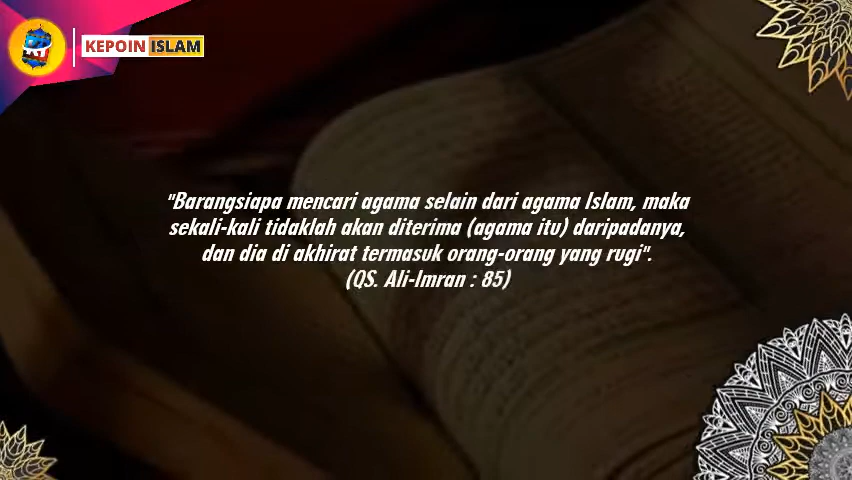 KEPOIN ISLAM
"Barangsiapa mencari agama selain dari agama Islam, maka
sekali-kali tidaklah akan diterima (agama itu) daripadanya,
dan dia di akhirat termasuk orang-orang yang rugi".
(QS. Ali-Imran : 85)